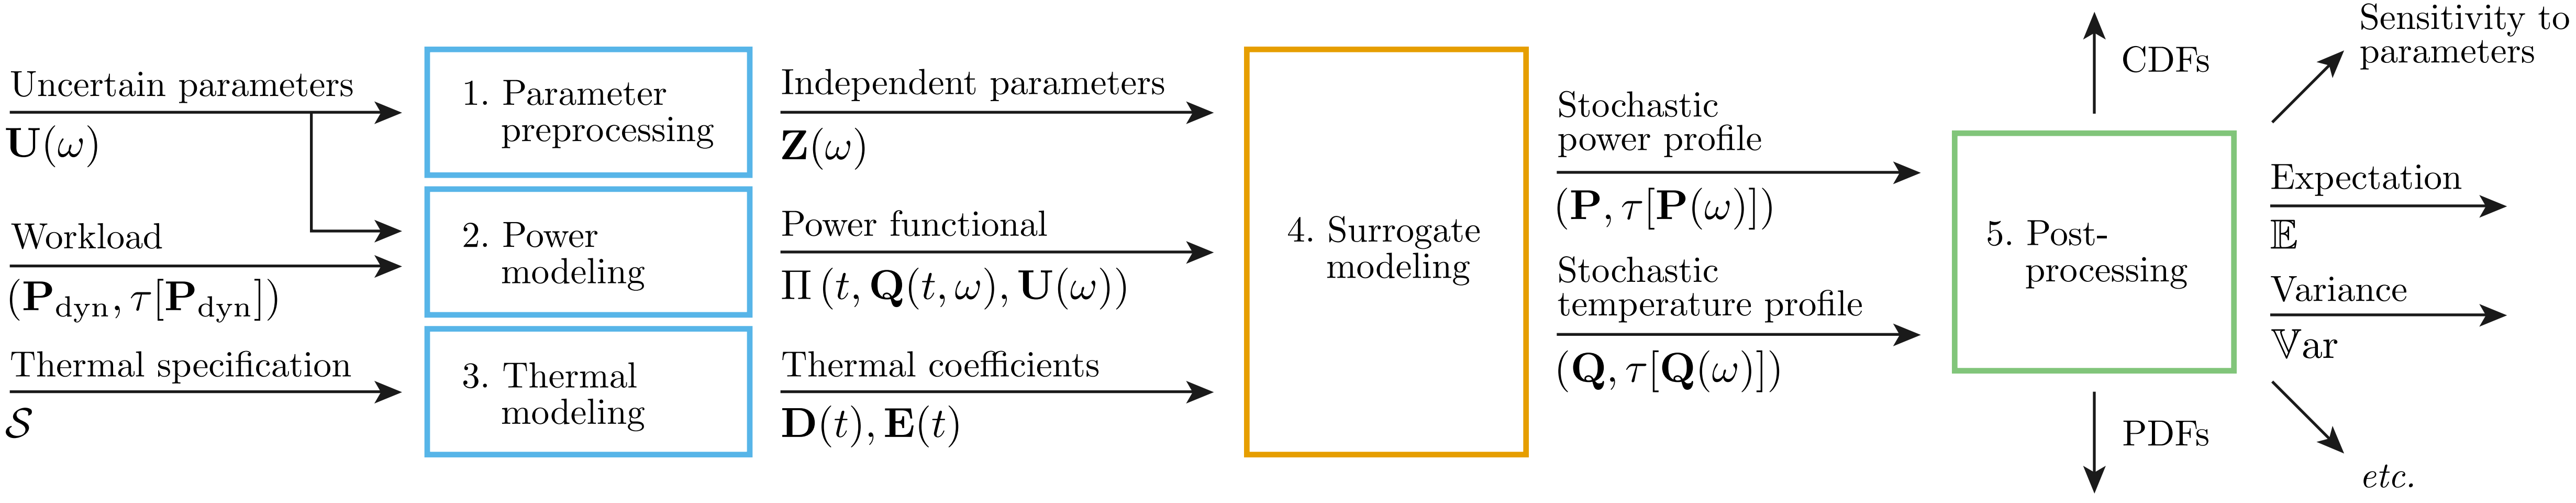 Uncertain parameters
U(ω)
Workload
(P_dyn, τ[P_dyn])
Thermal specification
𝒮
1. Parameter
preprocessing
2. Power
modeling
3. Thermal
modeling
Independent parameters
Z(ω)
Power functional
Π (t, Q(t, ω), U(ω))
Thermal coefficients
D(t), E(t)
4. Surrogate
modeling
Stochastic
power profile
(P, τ[P(ω)])
Stochastic
temperature profile
(Q, τ[Q(ω)])
5. Post-
processing
CDFs
Sensitivity to
parameters
Expectation
𝔼
Variance
𝕍ar
PDFs
etc.